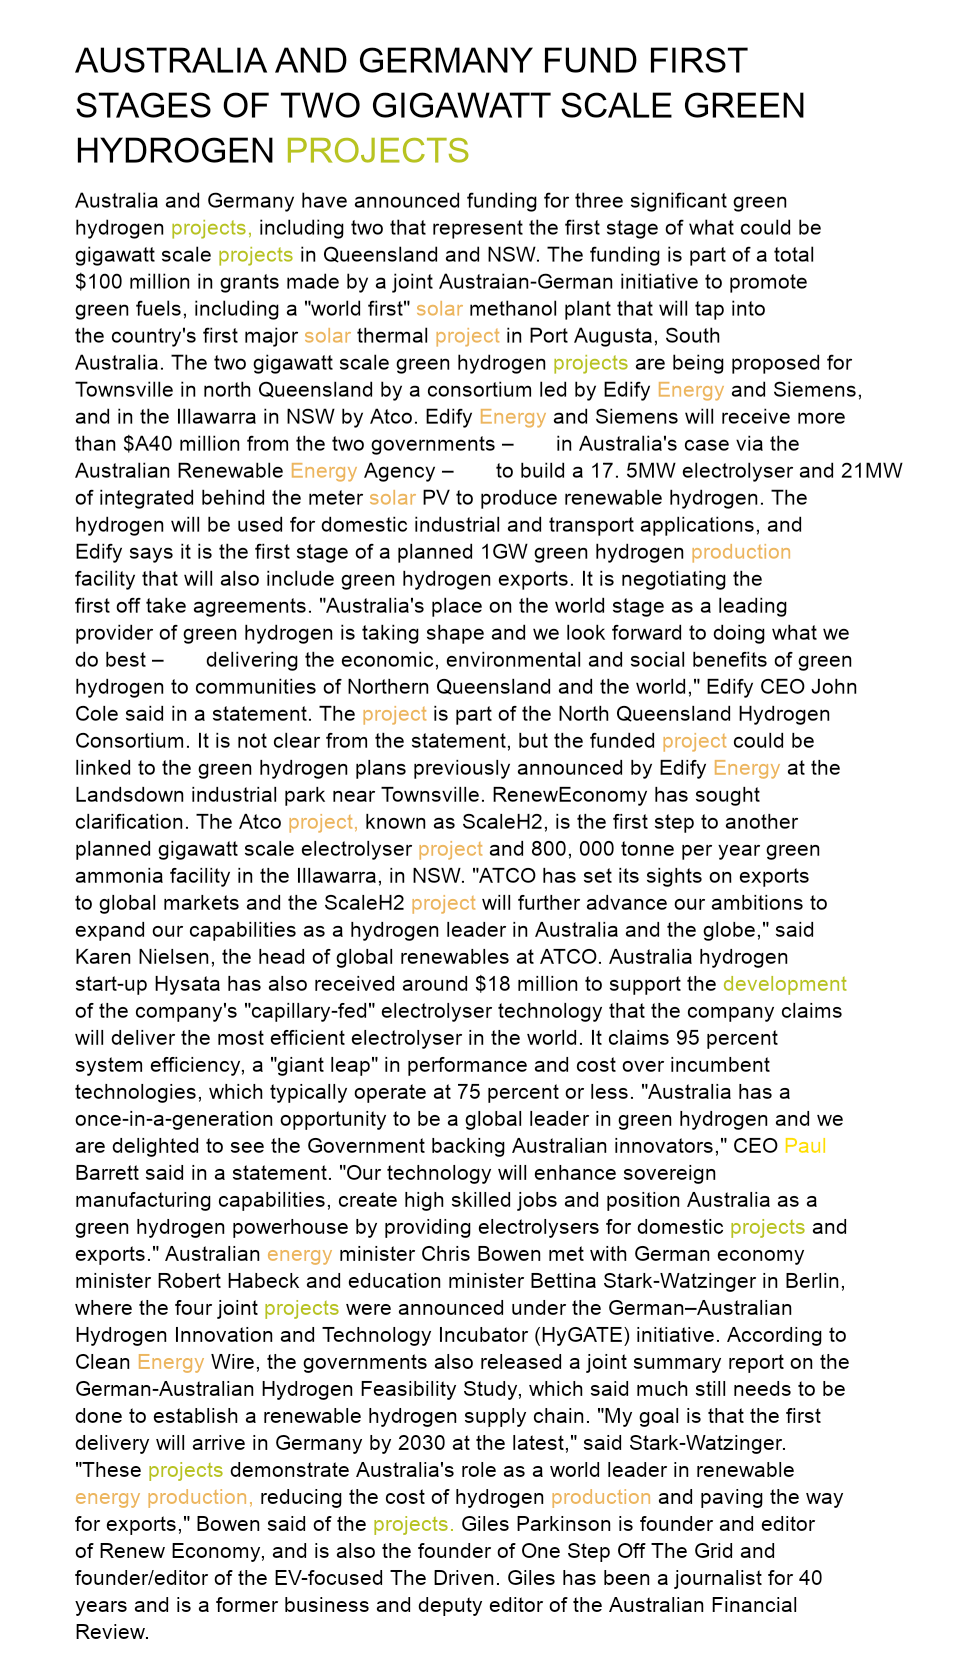 AUSTRALIA AND GERMANY FUND FIRST
STAGES OF TWO GIGAWATT SCALE GREEN
HYDROGEN PROJECTS
Australia and Germany have announced funding for three significant green
hydrogen projects, including two that represent the first stage of what could be
gigawatt scale projects in Queensland and NSW. The funding is part of a total
$100 million in grants made by a joint Austraian-German initiative to promote
green fuels, including a "world first" solar methanol plant that will tap into
the country's first major solar thermal project in Port Augusta, South
Australia. The two gigawatt scale green hydrogen projects are being proposed for
Townsville in north Queensland by a consortium led by Edify Energy and Siemens,
and in the Illawarra in NSW by Atco. Edify Energy and Siemens will receive more
than $A40 million from the two governments – in Australia's case via the
Australian Renewable Energy Agency – to build a 17. 5MW electrolyser and 21MW
of integrated behind the meter solar PV to produce renewable hydrogen. The
hydrogen will be used for domestic industrial and transport applications, and
Edify says it is the first stage of a planned 1GW green hydrogen production
facility that will also include green hydrogen exports. It is negotiating the
first off take agreements. "Australia's place on the world stage as a leading
provider of green hydrogen is taking shape and we look forward to doing what we
do best – delivering the economic, environmental and social benefits of green
hydrogen to communities of Northern Queensland and the world," Edify CEO John
Cole said in a statement. The project is part of the North Queensland Hydrogen
Consortium. It is not clear from the statement, but the funded project could be
linked to the green hydrogen plans previously announced by Edify Energy at the
Landsdown industrial park near Townsville. RenewEconomy has sought
clarification. The Atco project, known as ScaleH2, is the first step to another
planned gigawatt scale electrolyser project and 800, 000 tonne per year green
ammonia facility in the Illawarra, in NSW. "ATCO has set its sights on exports
to global markets and the ScaleH2 project will further advance our ambitions to
expand our capabilities as a hydrogen leader in Australia and the globe," said
Karen Nielsen, the head of global renewables at ATCO. Australia hydrogen
start-up Hysata has also received around $18 million to support the development
of the company's "capillary-fed" electrolyser technology that the company claims
will deliver the most efficient electrolyser in the world. It claims 95 percent
system efficiency, a "giant leap" in performance and cost over incumbent
technologies, which typically operate at 75 percent or less. "Australia has a
once-in-a-generation opportunity to be a global leader in green hydrogen and we
are delighted to see the Government backing Australian innovators," CEO Paul
Barrett said in a statement. "Our technology will enhance sovereign
manufacturing capabilities, create high skilled jobs and position Australia as a
green hydrogen powerhouse by providing electrolysers for domestic projects and
exports." Australian energy minister Chris Bowen met with German economy
minister Robert Habeck and education minister Bettina Stark-Watzinger in Berlin,
where the four joint projects were announced under the German–Australian
Hydrogen Innovation and Technology Incubator (HyGATE) initiative. According to
Clean Energy Wire, the governments also released a joint summary report on the
German-Australian Hydrogen Feasibility Study, which said much still needs to be
done to establish a renewable hydrogen supply chain. "My goal is that the first
delivery will arrive in Germany by 2030 at the latest," said Stark-Watzinger.
"These projects demonstrate Australia's role as a world leader in renewable
energy production, reducing the cost of hydrogen production and paving the way
for exports," Bowen said of the projects. Giles Parkinson is founder and editor
of Renew Economy, and is also the founder of One Step Off The Grid and
founder/editor of the EV-focused The Driven. Giles has been a journalist for 40
years and is a former business and deputy editor of the Australian Financial
Review.